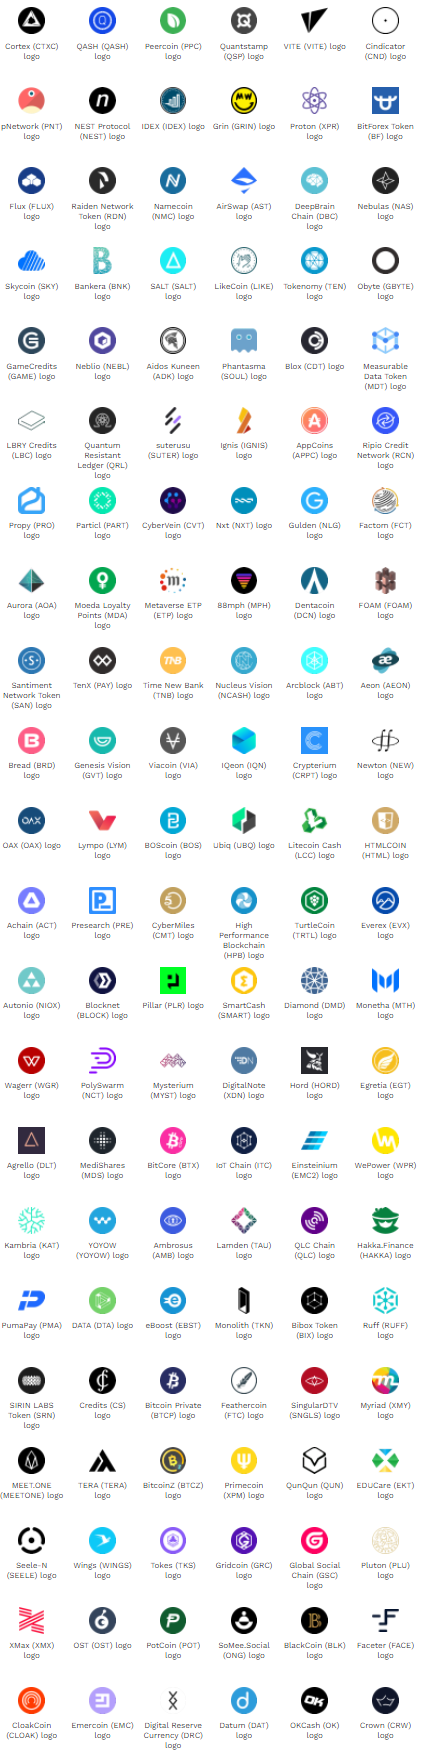 Cortex (CTXC) logo
QASH (QASH) logo
Peercoin (PPC) logo
Quantstamp (QSP) logo
VITE (VITE) logo
Cindicator (CND) logo
pNetwork (PNT) logo
NEST Protocol (NEST) logo
IDEX (IDEX) logo
Grin (GRIN) logo
Proton (XPR) logo
BitForex Token (BF) logo
Flux (FLUX) logo
Raiden Network Token (RDN) logo
Namecoin (NMC) logo
AirSwap (AST) logo
DeepBrain Chain (DBC) logo
Nebulas (NAS) logo
Skycoin (SKY) logo
Bankera (BNK) logo
SALT (SALT) logo
LikeCoin (LIKE) logo
Tokenomy (TEN) logo
Obyte (GBYTE) logo
GameCredits (GAME) logo
Neblio (NEBL) logo
Aidos Kuneen (ADK) logo
Phantasma (SOUL) logo
Blox (CDT) logo
Measurable Data Token (MDT) logo
LBRY Credits (LBC) logo
Quantum Resistant Ledger (QRL) logo
suterusu (SUTER) logo
Ignis (IGNIS) logo
AppCoins (APPC) logo
Ripio Credit Network (RCN) logo
Propy (PRO) logo
Particl (PART) logo
CyberVein (CVT) logo
Nxt (NXT) logo
Gulden (NLG) logo
Factom (FCT) logo
Aurora (AOA) logo
Moeda Loyalty Points (MDA) logo
Metaverse ETP (ETP) logo
88mph (MPH) logo
Dentacoin (DCN) logo
FOAM (FOAM) logo
Santiment Network Token (SAN) logo
TenX (PAY) logo
TNB
Time New Bank (TNB) logo
Nucleus Vision (NCASH) logo
Arcblock (ABT) logo
Aeon (AEON) logo
Bread (BRD) logo
Genesis Vision (GVT) logo
Viacoin (VIA) logo
IQeon (IQN) logo
Crypterium (CRPT) logo
Newton (NEW) logo
OAX (OAX) logo
Lympo (LYM) logo
BOScoin (BOS) logo
Ubiq (UBQ) logo
Litecoin Cash (LCC) logo
HTMLCOIN (HTML) logo
Achain (ACT) logo
Presearch (PRE) logo
CyberMiles (CMT) logo
High Performance Blockchain (HPB) logo
TurtleCoin (TRTL) logo
Everex (EVX) logo
Autonio (NIOX) logo
Blocknet (BLOCK) logo
Pillar (PLR) logo
SmartCash (SMART) logo
Diamond (DMD) logo
Monetha (MTH) logo
Wagerr (WGR) logo
PolySwarm (NCT) logo
Mysterium (MYST) logo
DigitalNote (XDN) logo
Hord (HORD) logo
Egretia (EGT) logo
Agrello (DLT) logo
MediShares (MDS) logo
BitCore (BTX) logo
IoT Chain (ITC) logo
Einsteinium (EMC2) logo
WePower (WPR) logo
Kambria (KAT) logo
YOYOW (YOYOW) logo
Ambrosus (AMB) logo
Lamden (TAU) logo
QLC Chain (QLC) logo
Hakka.Finance (HAKKA) logo
PumaPay (PMA) logo
DATA (DTA) logo
eBoost (EBST) logo
Monolith (TKN) logo
Bibox Token (BIX) logo
Ruff (RUFF) logo
SIRIN LABS Token (SRN) logo
Credits (CS) logo
Bitcoin Private (BTCP) logo
Feathercoin (FTC) logo
SingularDTV (SNGLS) logo
Myriad (XMY) logo
MEET.ONE (MEETONE) logo
TERA (TERA) logo
BitcoinZ (BTCZ) logo
Primecoin (XPM) logo
QunQun (QUN) logo
EDUCare (EKT) logo
Seele-N (SEELE) logo
Wings (WINGS) logo
Tokes (TKS) logo
Gridcoin (GRC) logo
Global Social Chain (GSC) logo
Pluton (PLU) logo
XMax (XMX) logo
OST (OST) logo
PotCoin (POT) logo
SoMee.Social (ONG) logo
BlackCoin (BLK) logo
Faceter (FACE) logo
CloakCoin (CLOAK) logo
Emercoin (EMC) logo
Digital Reserve Currency (DRC) logo
Datum (DAT) logo
OK
OKCash (OK) logo
Crown (CRW) logo